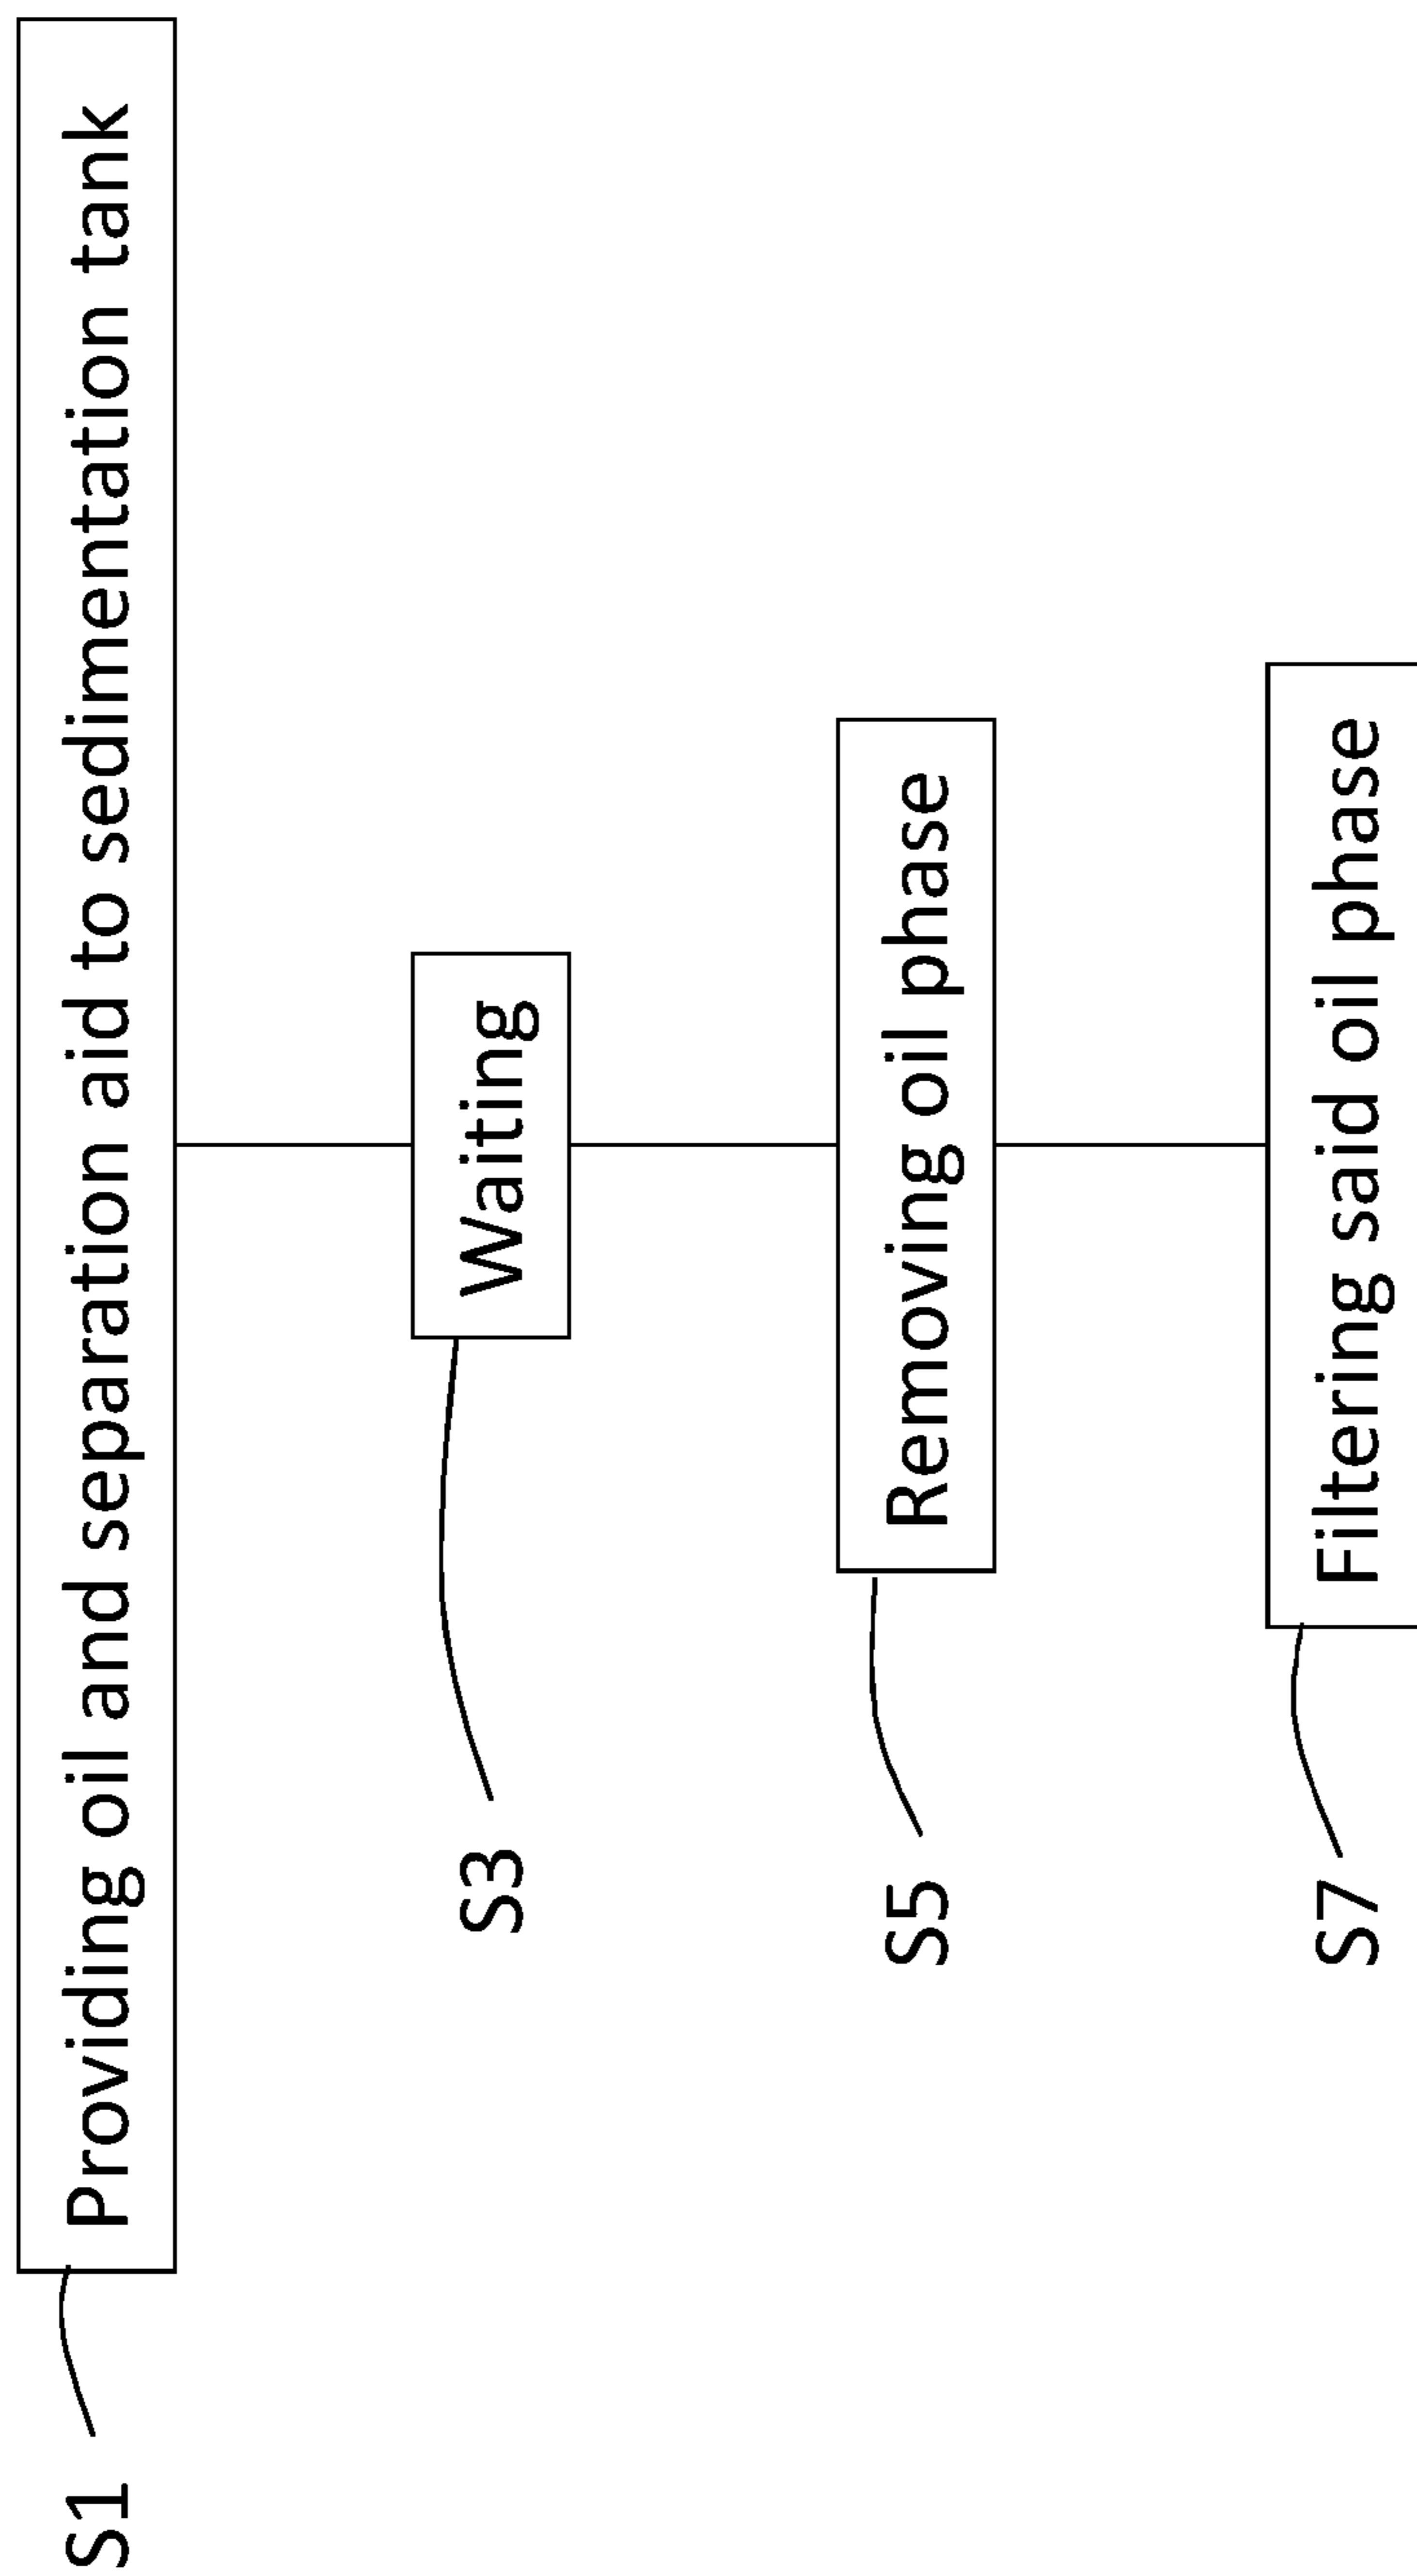 S1 Providing oil and separation aid to sedimentation tank
S3 Waiting
S5 Removing oil phase
S7 Filtering said oil phase